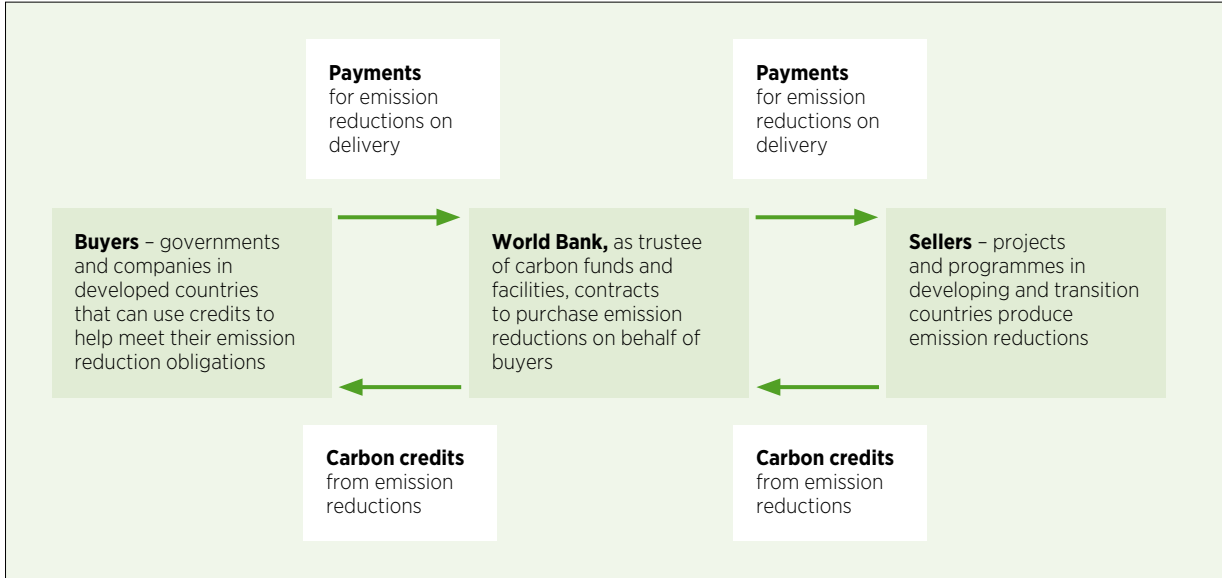 Payments
for emission
reductions on
delivery
Payments
for emission
reductions on
delivery
Buyers – governments
and companies in
developed countries
that can use credits to
help meet their emission
reduction obligations
World Bank, as trustee
of carbon funds and
facilities, contracts
to purchase emission
reductions on behalf of
buyers
Sellers – projects
and programmes in
developing and transition
countries produce
emission reductions
Carbon credits
from emission
reductions
Carbon credits
from emission
reductions